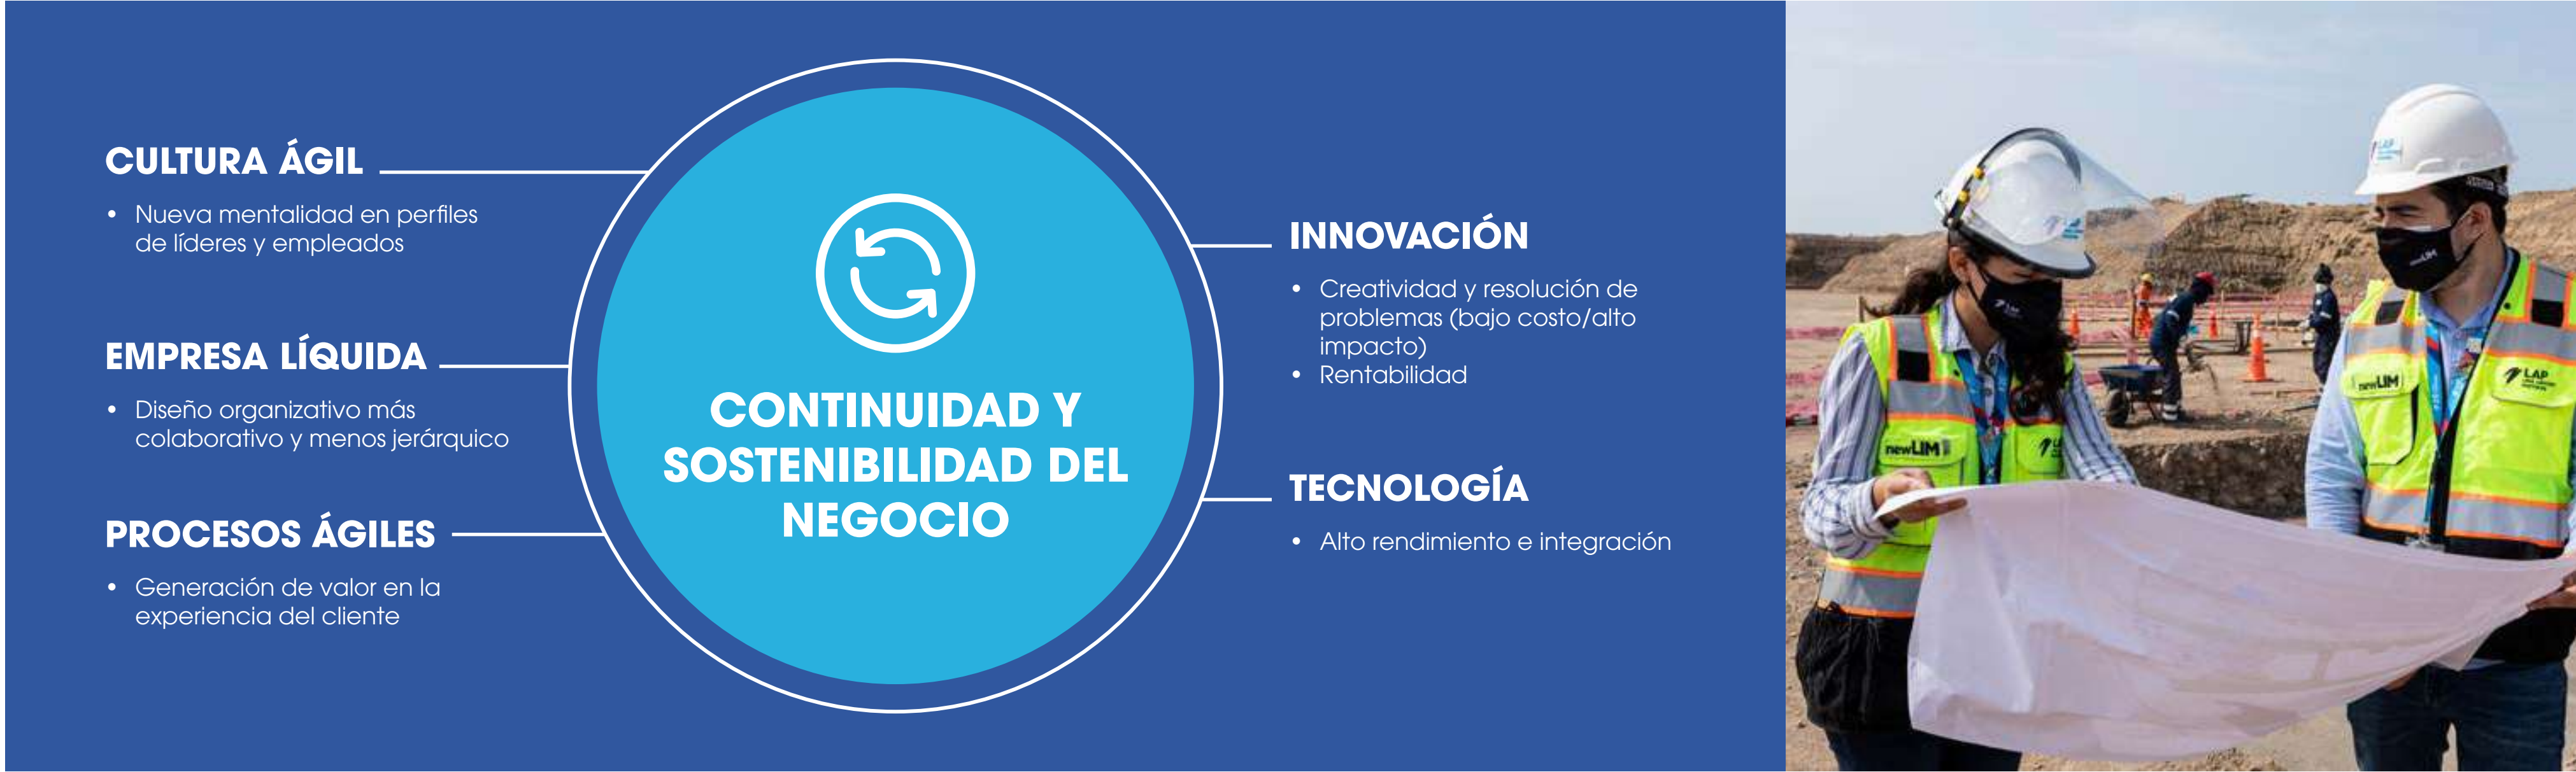 CULTURA ÁGIL
• Nueva mentalidad en perfiles
de líderes y empleados
EMPRESA LÍQUIDA
• Diseño organizativo más
colaborativo y menos jerárquico
PROCESOS ÁGILES
• Generación de valor en la
experiencia del cliente
CONTINUIDAD Y
SOSTENIBILIDAD DEL
NEGOCIO
INNOVACIÓN
• Creatividad y resolución de
problemas (bajo costo/alto
impacto)
• Rentabilidad
TECNOLOGÍA
• Alto rendimiento e integración
LAP
newLIM
newLIM
newLIM
LAP